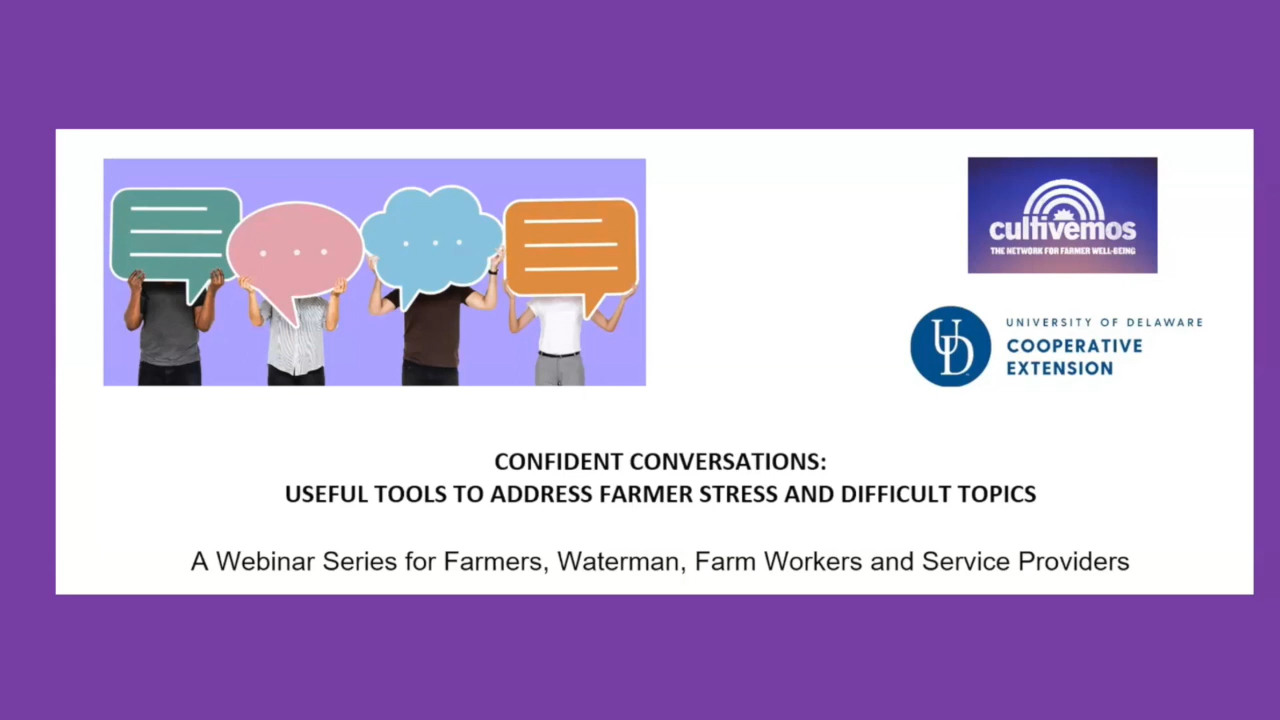 cultivemos
THE NETWORK FOR FARMER WELL-BEING
UD
UNIVERSITY OF DELAWARE
COOPERATIVE
EXTENSION
CONFIDENT CONVERSATIONS:
USEFUL TOOLS TO ADDRESS FARMER STRESS AND DIFFICULT TOPICS
A Webinar Series for Farmers, Waterman, Farm Workers and Service Providers